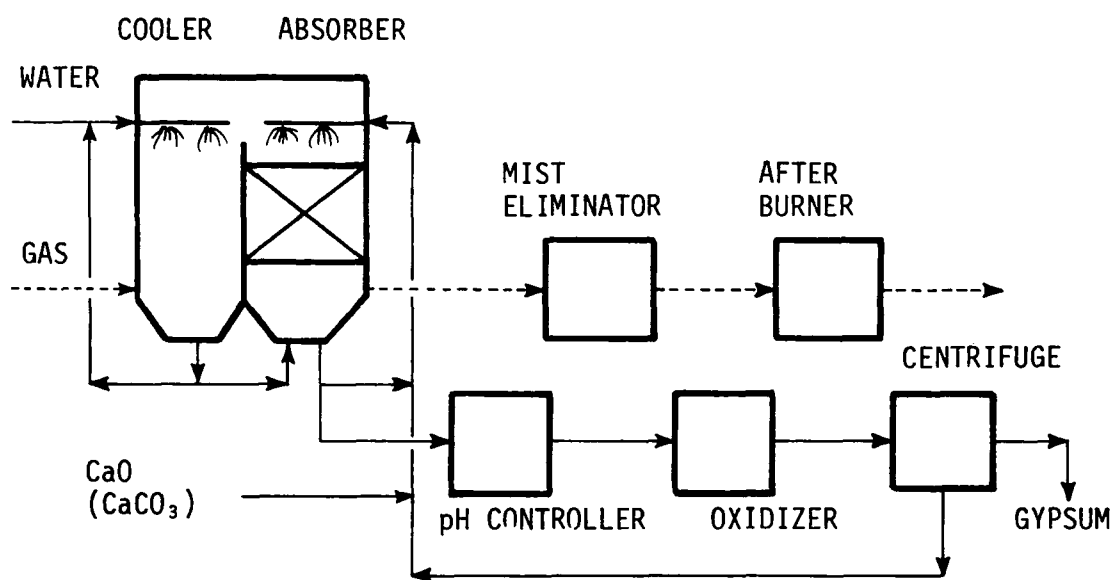 COOLER
ABSORBER
WATER
MIST
ELIMINATOR
AFTER
BURNER
GAS
CENTRIFUGE
CaO
(CaCO₃)
pH CONTROLLER
OXIDIZER
GYPSUM